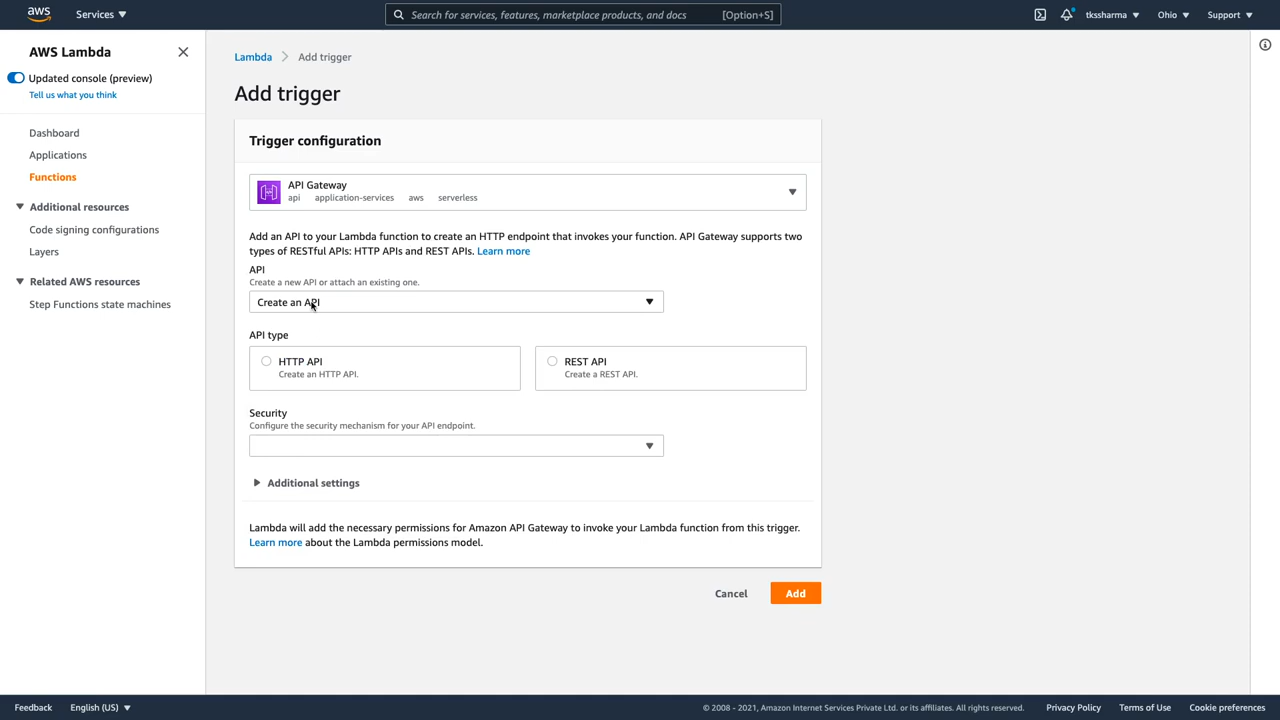 aws
Services
Search for services, features, marketplace products, and docs [Option+S]
tkssharma
Ohio
Support
AWS Lambda
Updated console (preview)
Tell us what you think
Dashboard
Applications
Functions
Additional resources
Code signing configurations
Layers
Related AWS resources
Step Functions state machines
Lambda > Add trigger
Add trigger
Trigger configuration
API Gateway
api application-services aws serverless
Add an API to your Lambda function to create an HTTP endpoint that invokes your function. API Gateway supports two
types of RESTful APIs: HTTP APIs and REST APIs. Learn more
API
Create a new API or attach an existing one.
Create an API
API type
HTTP API
Create an HTTP API.
REST API
Create a REST API.
Security
Configure the security mechanism for your API endpoint.
Additional settings
Lambda will add the necessary permissions for Amazon API Gateway to invoke your Lambda function from this trigger.
Learn more about the Lambda permissions model.
Cancel
Add
Feedback
English (US)
© 2008 - 2021, Amazon Internet Services Private Ltd. or its affiliates. All rights reserved.
Privacy Policy
Terms of Use
Cookie preferences